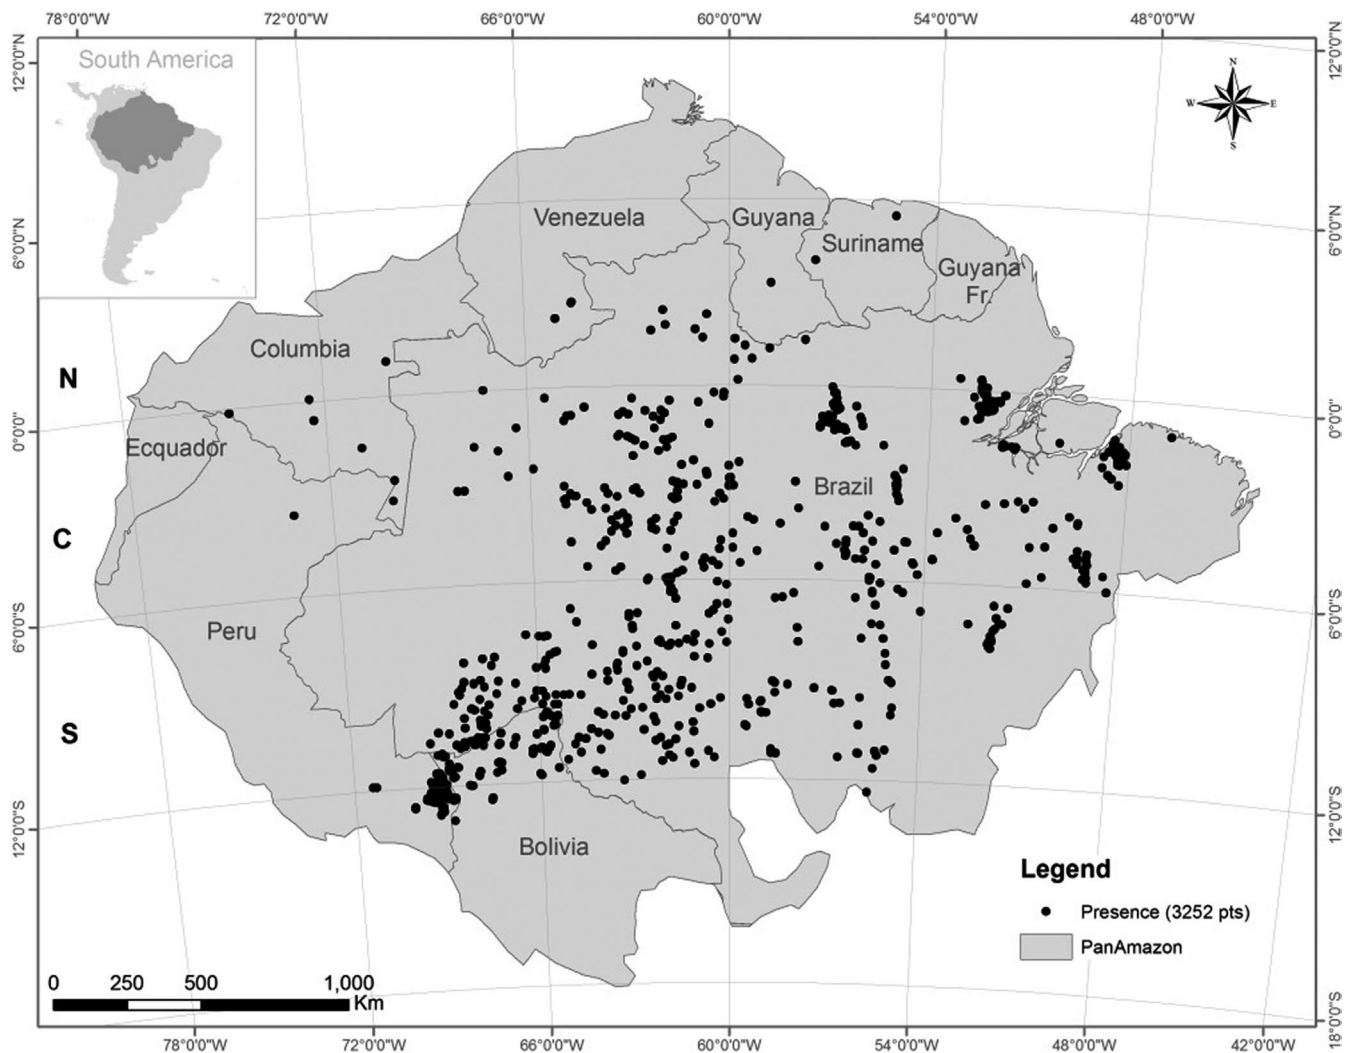 78°0'0"W 72°0'0"W 66°0'0"W 60°0'0"W 54°0'0"W 48°0'0"W
12°0'0"N
12°0'0"N
South America
N
W E
S
Venezuela
Guyana
Suriname
Guyana
Fr.
6°0'0"N
6°0'0"N
Columbia
N
0°0'0"
0°0'0"
Ecquador
Brazil
C
Peru
6°0'0"S
6°0'0"S
S
12°0'0"S
12°0'0"S
Bolivia
Legend
Presence (3252 pts)
PanAmazon
0 250 500 1,000
Km
18°0'0"S
78°0'0"W 72°0'0"W 66°0'0"W 60°0'0"W 54°0'0"W 48°0'0"W 42°0'0"W